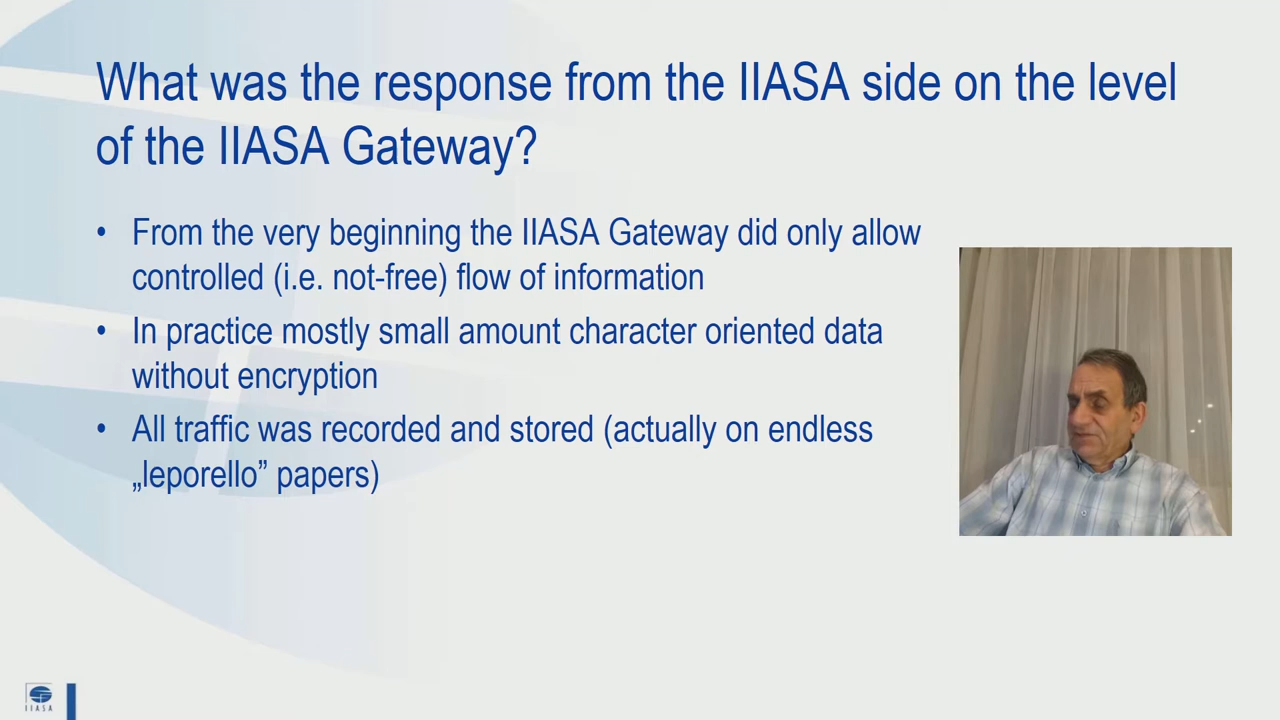 What was the response from the IIASA side on the level
of the IIASA Gateway?
• From the very beginning the IIASA Gateway did only allow
controlled (i.e. not-free) flow of information
• In practice mostly small amount character oriented data
without encryption
• All traffic was recorded and stored (actually on endless
„leporello” papers)
IIASA